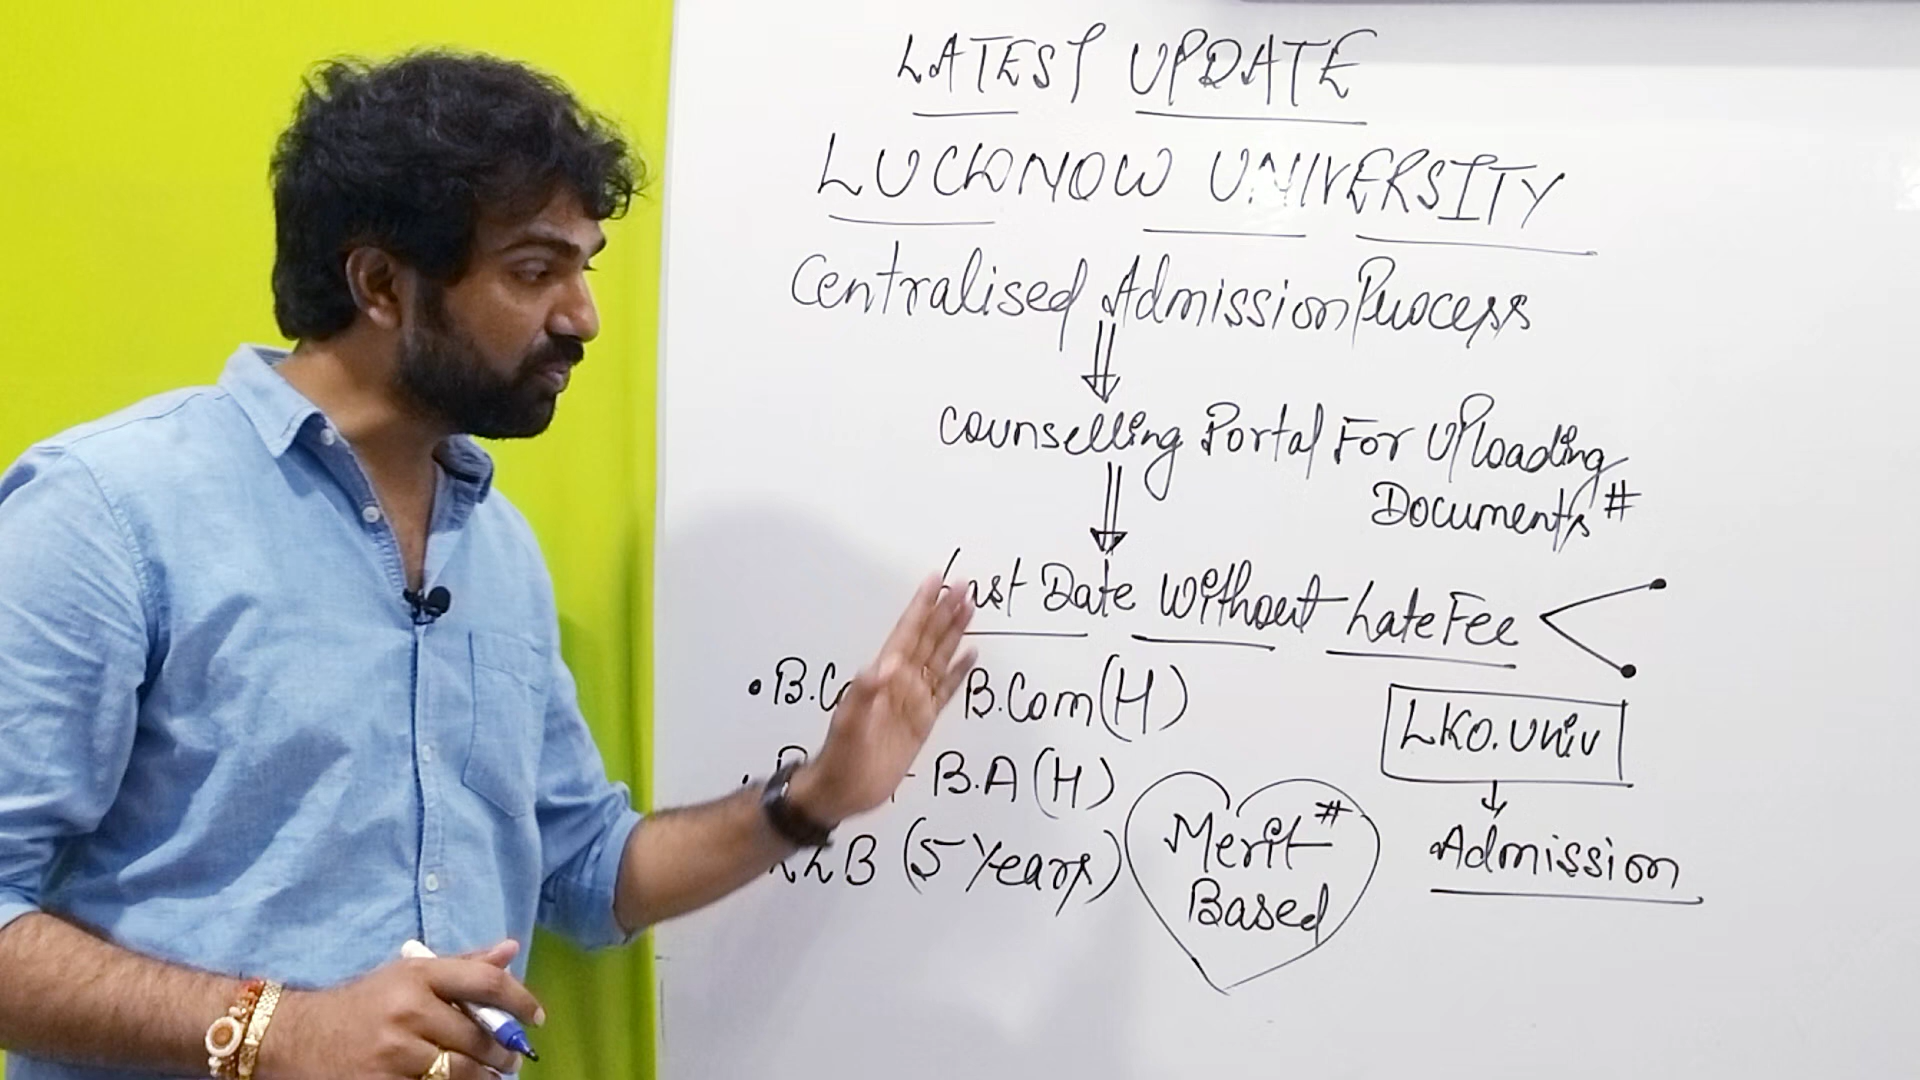 LATEST UPDATE
LUCKNOW UNIVERSITY
Centralised Admission Process
Counselling Portal For Uploading
Documents #
Last Date Without Late Fee
• B.Co B.Com (H)
B.A (H)
LLB (5 Years)
Merit #
Based
LKO. Univ
Admission